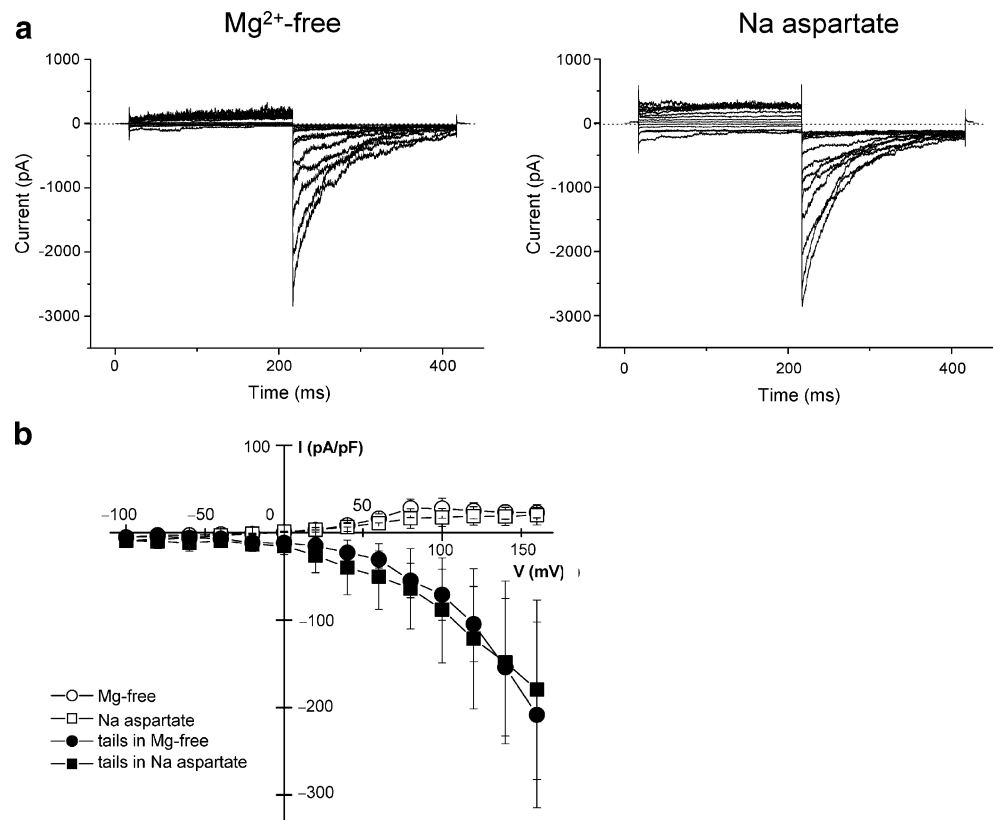 a
Mg²⁺-free
Na aspartate
1000
0
-1000
-2000
-3000
Current (pA)
0
200
400
Time (ms)
1000
0
-1000
-2000
-3000
Current (pA)
0
200
400
Time (ms)
b
100
I (pA/pF)
−100
−50
0
50
100
150
V (mV)
)
−100
−200
−300
Mg-free
Na aspartate
tails in Mg-free
tails in Na aspartate